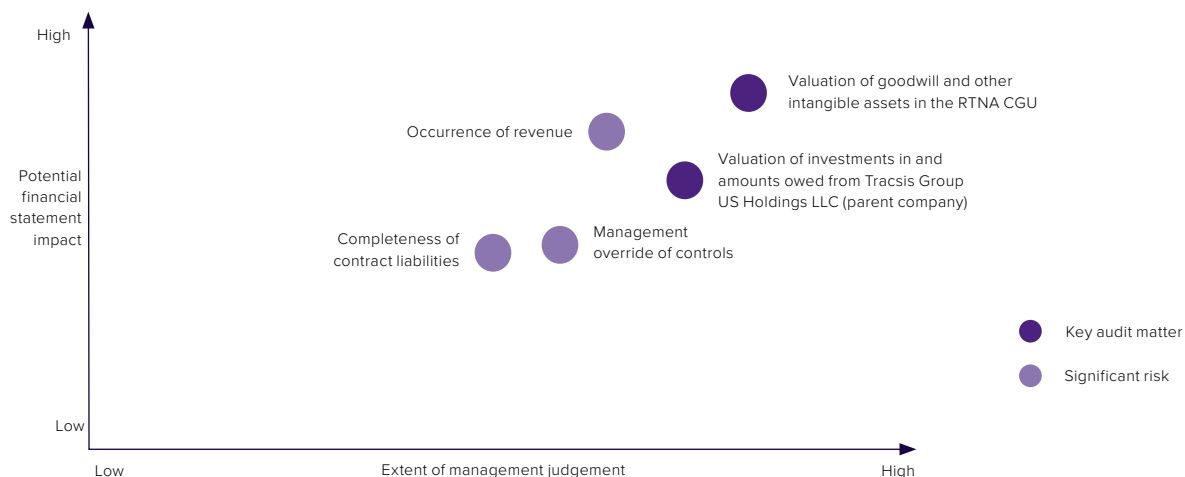 High
Valuation of goodwill and other
intangible assets in the RTNA CGU
Occurrence of revenue
Valuation of investments in and
amounts owed from Tracsis Group
US Holdings LLC (parent company)
Potential
financial
statement
impact
Management
override of controls
Completeness of
contract liabilities
Key audit matter
Significant risk
Low
Low
Extent of management judgement
High